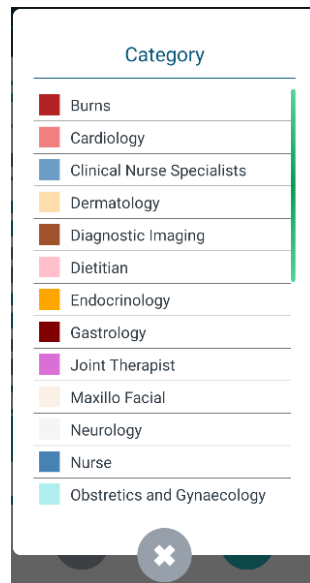 Category
Burns
Cardiology
Clinical Nurse Specialists
Dermatology
Diagnostic Imaging
Dietitian
Endocrinology
Gastrology
Joint Therapist
Maxillo Facial
Neurology
Nurse
Obstretics and Gynaecology